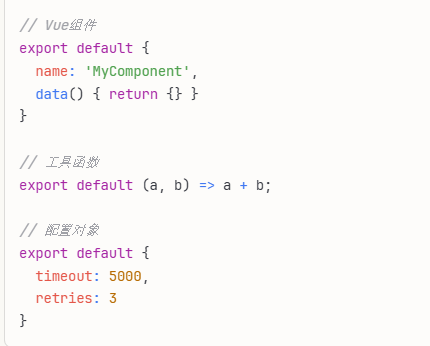 // Vue组件
export default {
  name: 'MyComponent',
  data() { return {} }
}
// 工具函数
export default (a, b) => a + b;
// 配置对象
export default {
  timeout: 5000,
  retries: 3
}